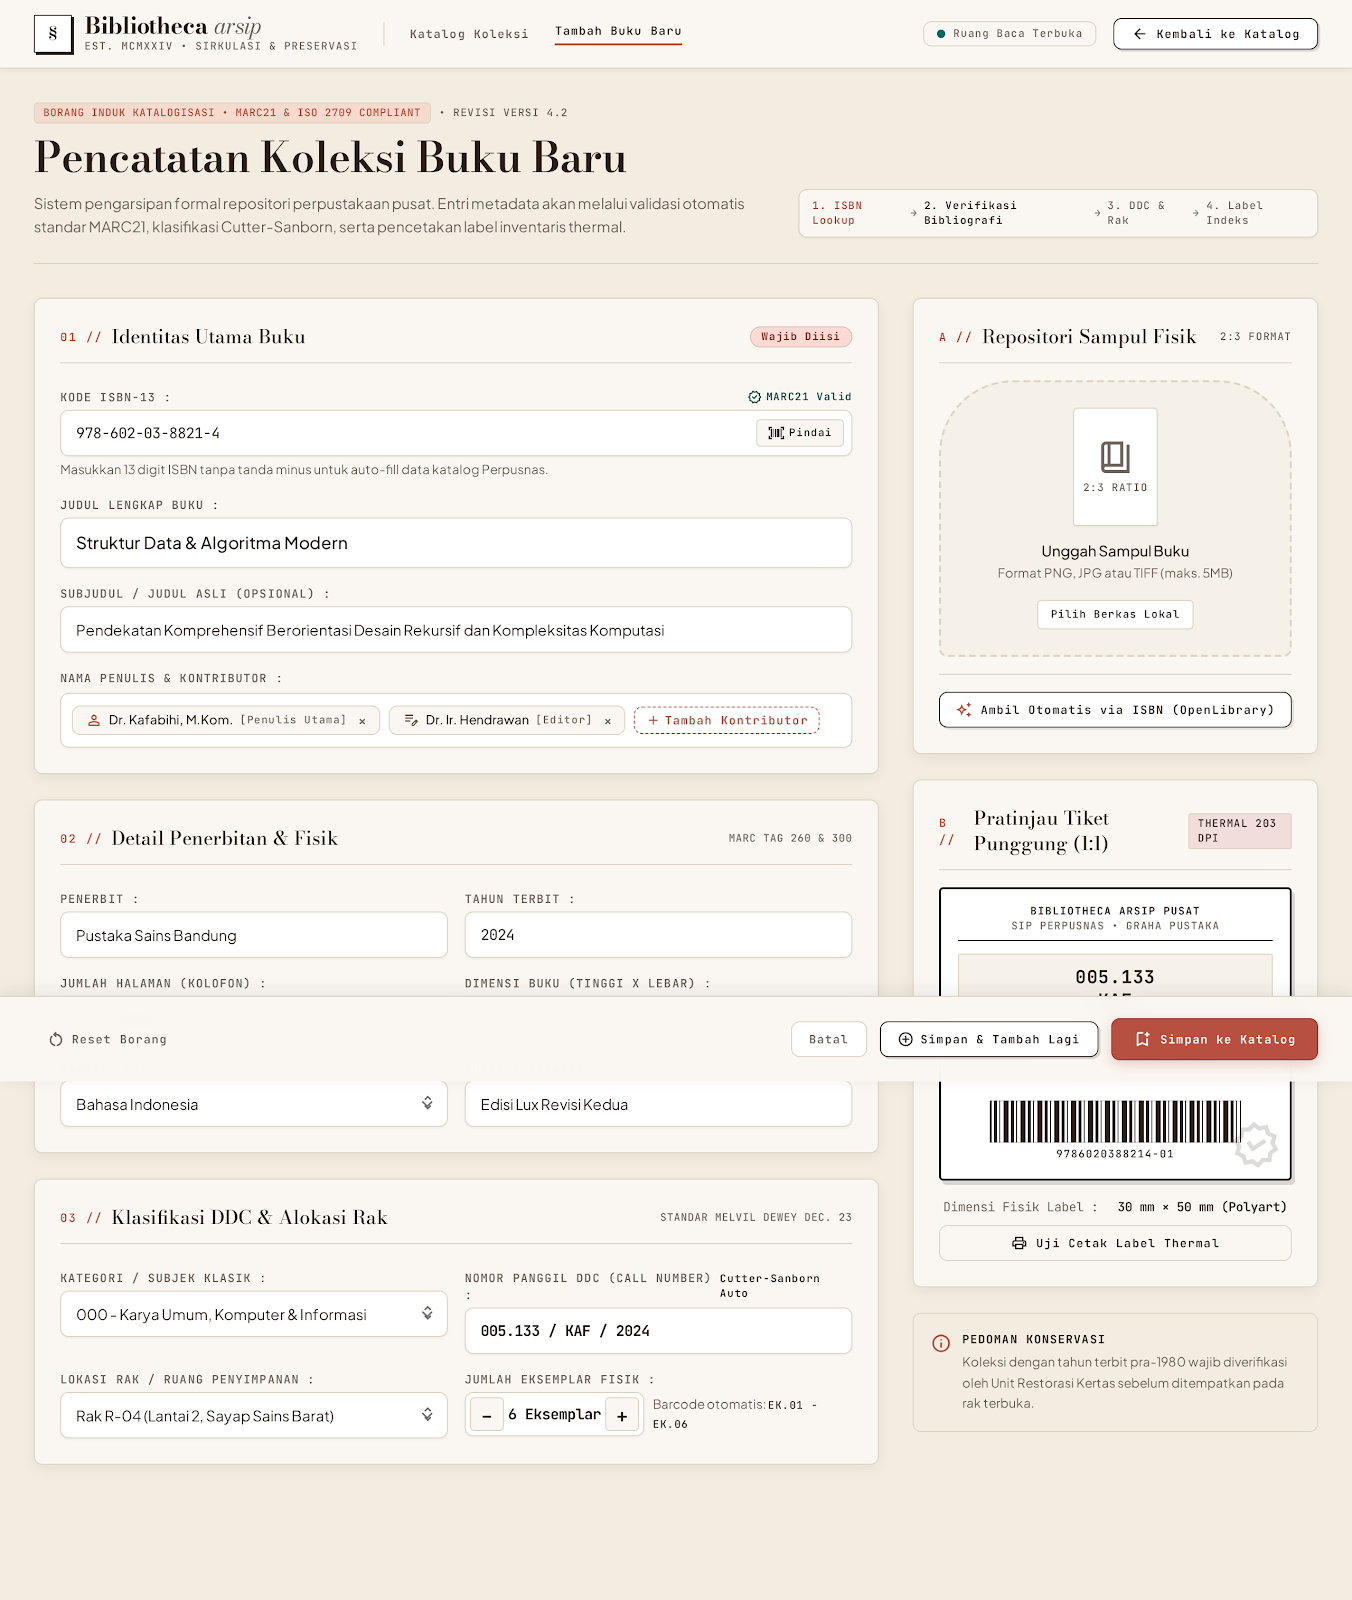 §
Bibliotheca arsip
EST. MCMXXIV • SIRKULASI & PRESERVASI
Katalog Koleksi
Tambah Buku Baru
Ruang Baca Terbuka
Kembali ke Katalog
BORANG INDUK KATALOGISASI • MARC21 & ISO 2709 COMPLIANT
• REVISI VERSI 4.2
Pencatatan Koleksi Buku Baru
Sistem pengarsipan formal repositori perpustakaan pusat. Entri metadata akan melalui validasi otomatis
standar MARC21, klasifikasi Cutter-Sanborn, serta pencetakan label inventaris thermal.
1. ISBN
Lookup
→
2. Verifikasi
Bibliografi
→
3. DDC &
Rak
→
4. Label
Indeks
01 // Identitas Utama Buku
Wajib Diisi
KODE ISBN-13 :
MARC21 Valid
978-602-03-8821-4
Pindai
Masukkan 13 digit ISBN tanpa tanda minus untuk auto-fill data katalog Perpusnas.
JUDUL LENGKAP BUKU :
Struktur Data & Algoritma Modern
SUBJUDUL / JUDUL ASLI (OPSIONAL) :
Pendekatan Komprehensif Berorientasi Desain Rekursif dan Kompleksitas Komputasi
NAMA PENULIS & KONTRIBUTOR :
Dr. Kafabihi, M.Kom. [Penulis Utama] ×
Dr. Ir. Hendrawan [Editor] ×
+ Tambah Kontributor
02 // Detail Penerbitan & Fisik
MARC TAG 260 & 300
PENERBIT :
Pustaka Sains Bandung
TAHUN TERBIT :
2024
JUMLAH HALAMAN (KOLOFON) :
DIMENSI BUKU (TINGGI X LEBAR) :
Bahasa Indonesia
Edisi Lux Revisi Kedua
03 // Klasifikasi DDC & Alokasi Rak
STANDAR MELVIL DEWEY DEC. 23
KATEGORI / SUBJEK KLASIK :
000 - Karya Umum, Komputer & Informasi
NOMOR PANGGIL DDC (CALL NUMBER)
:
Cutter-Sanborn
Auto
005.133 / KAF / 2024
LOKASI RAK / RUANG PENYIMPANAN :
Rak R-04 (Lantai 2, Sayap Sains Barat)
JUMLAH EKSEMPLAR FISIK :
− 6 Eksemplar +
Barcode otomatis: EK.01 -
EK.06
A // Repositori Sampul Fisik
2:3 FORMAT
2:3 RATIO
Unggah Sampul Buku
Format PNG, JPG atau TIFF (maks. 5MB)
Pilih Berkas Lokal
Ambil Otomatis via ISBN (OpenLibrary)
B
//
Pratinjau Tiket
Punggung (1:1)
THERMAL 203
DPI
BIBLIOTHECA ARSIP PUSAT
SIP PERPUSNAS • GRAHA PUSTAKA
005.133
9786020388214-01
Dimensi Fisik Label :
30 mm × 50 mm (Polyart)
Uji Cetak Label Thermal
PEDOMAN KONSERVASI
Koleksi dengan tahun terbit pra-1980 wajib diverifikasi
oleh Unit Restorasi Kertas sebelum ditempatkan pada
rak terbuka.
Reset Borang
Batal
Simpan & Tambah Lagi
Simpan ke Katalog